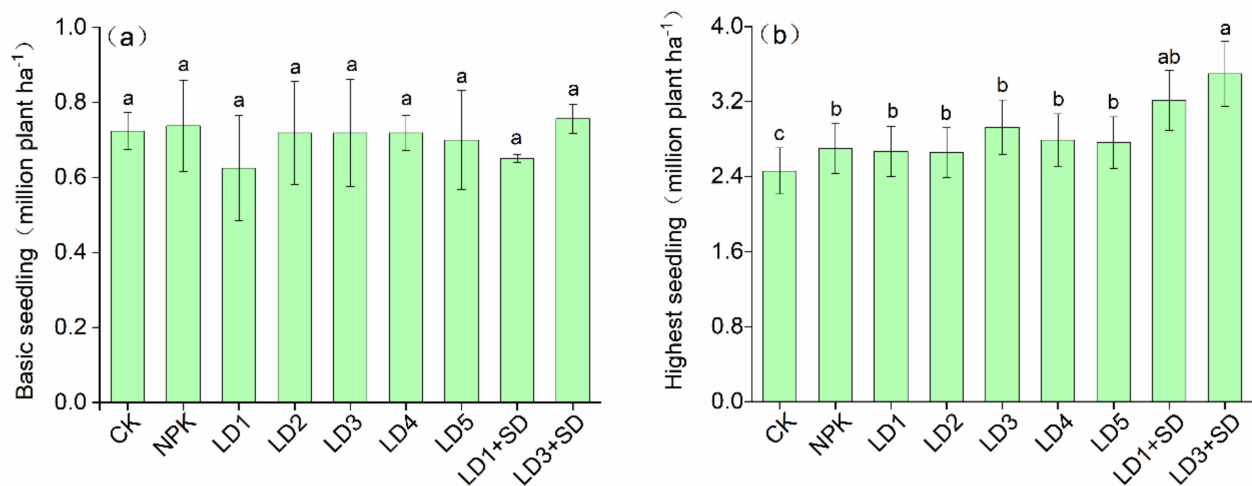 (a)
Basic seedling (million plant ha⁻¹)
1.0
0.8
0.6
0.4
0.2
0.0
a a a a a a a a a
CK NPK LD1 LD2 LD3 LD4 LD5 LD1+SD LD3+SD
(b)
Highest seedling (million plant ha⁻¹)
4.0
3.2
2.4
1.6
0.8
0.0
c b b b b b b ab a
CK NPK LD1 LD2 LD3 LD4 LD5 LD1+SD LD3+SD